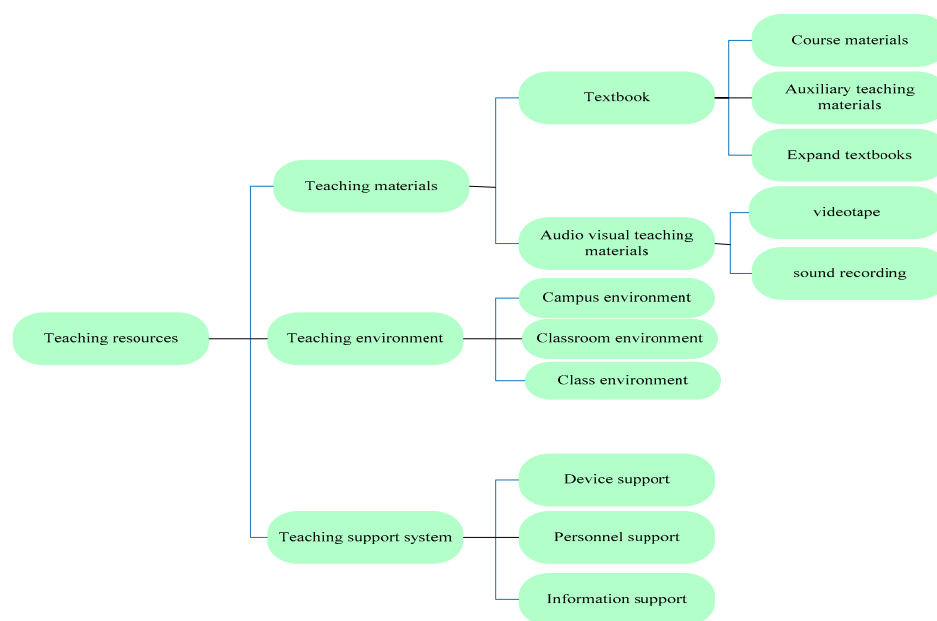 Course materials
Textbook
Auxiliary teaching
materials
Expand textbooks
Teaching materials
videotape
Audio visual teaching
materials
sound recording
Campus environment
Teaching resources
Teaching environment
Classroom environment
Class environment
Device support
Teaching support system
Personnel support
Information support